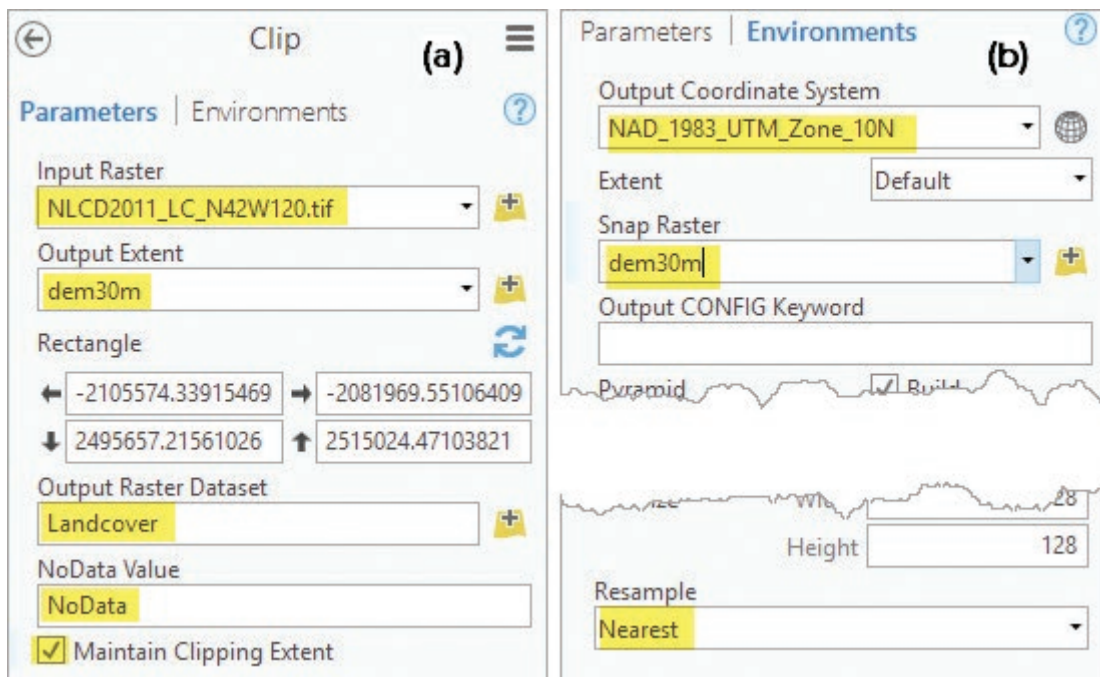 Clip
(a)
Parameters | Environments
?
Input Raster
NLCD2011_LC_N42W120.tif
Output Extent
dem30m
Rectangle
-2105574.33915469 -2081969.55106409
2495657.21561026 2515024.47103821
Output Raster Dataset
Landcover
NoData Value
NoData
Maintain Clipping Extent
Parameters | Environments
?
(b)
Output Coordinate System
NAD_1983_UTM_Zone_10N
Extent Default
Snap Raster
dem30m
Output CONFIG Keyword
Pyramid Build
28
Height 128
Resample
Nearest